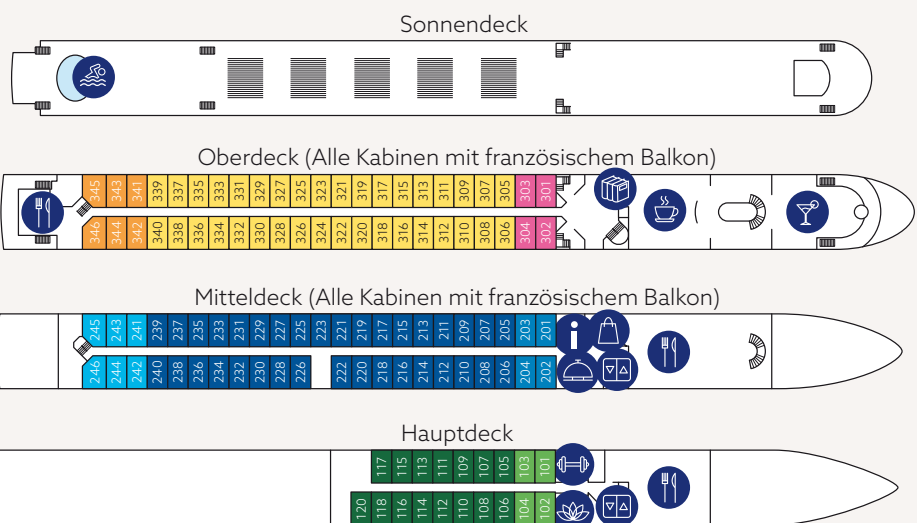 Sonnendeck
Oberdeck (Alle Kabinen mit französischem Balkon)
345 343 341 339 337 335 333 331 329 327 325 323 321 319 317 315 313 311 309 307 305 303 301
346 344 342 340 338 336 334 332 330 328 326 324 322 320 318 316 314 312 310 308 306 304 302
Mitteldeck (Alle Kabinen mit französischem Balkon)
245 243 241 239 237 235 233 231 229 227 225 223 221 219 217 215 213 211 209 207 205 203 201
246 244 242 240 238 236 234 232 230 228 226 222 220 218 216 214 212 210 208 206 204 202
Hauptdeck
117 115 113 111 109 107 105 103 101
120 118 116 114 112 110 108 106 104 102